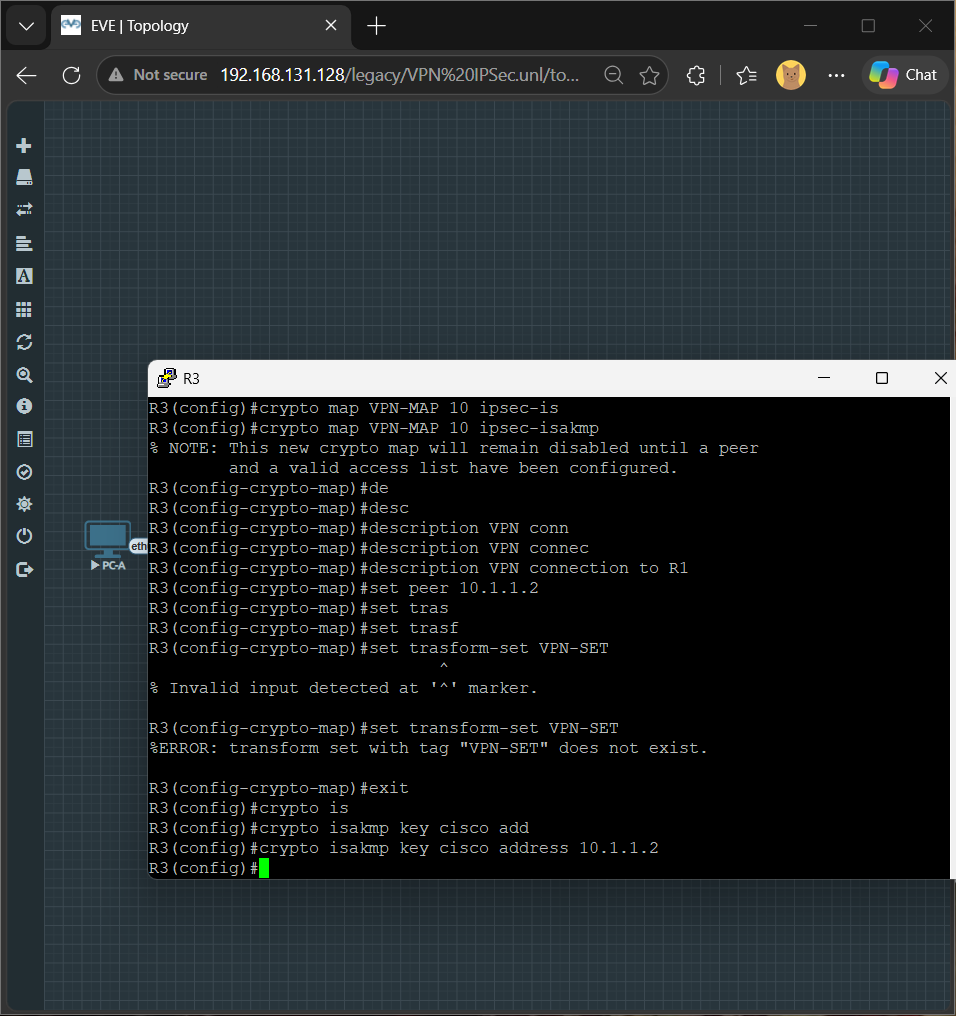 EVE | Topology
Not secure 192.168.131.128/legacy/VPN%20IPSec.unl/to...
Chat
A
R3
R3(config)#crypto map VPN-MAP 10 ipsec-is
R3(config)#crypto map VPN-MAP 10 ipsec-isakmp
% NOTE: This new crypto map will remain disabled until a peer
and a valid access list have been configured.
R3(config-crypto-map)#de
R3(config-crypto-map)#desc
R3(config-crypto-map)#description VPN conn
R3(config-crypto-map)#description VPN connec
R3(config-crypto-map)#description VPN connection to R1
R3(config-crypto-map)#set peer 10.1.1.2
R3(config-crypto-map)#set tras
R3(config-crypto-map)#set trasf
R3(config-crypto-map)#set trasform-set VPN-SET
^
% Invalid input detected at '^' marker.
R3(config-crypto-map)#set transform-set VPN-SET
%ERROR: transform set with tag "VPN-SET" does not exist.
R3(config-crypto-map)#exit
R3(config)#crypto is
R3(config)#crypto isakmp key cisco add
R3(config)#crypto isakmp key cisco address 10.1.1.2
R3(config)#
eth
PC-A